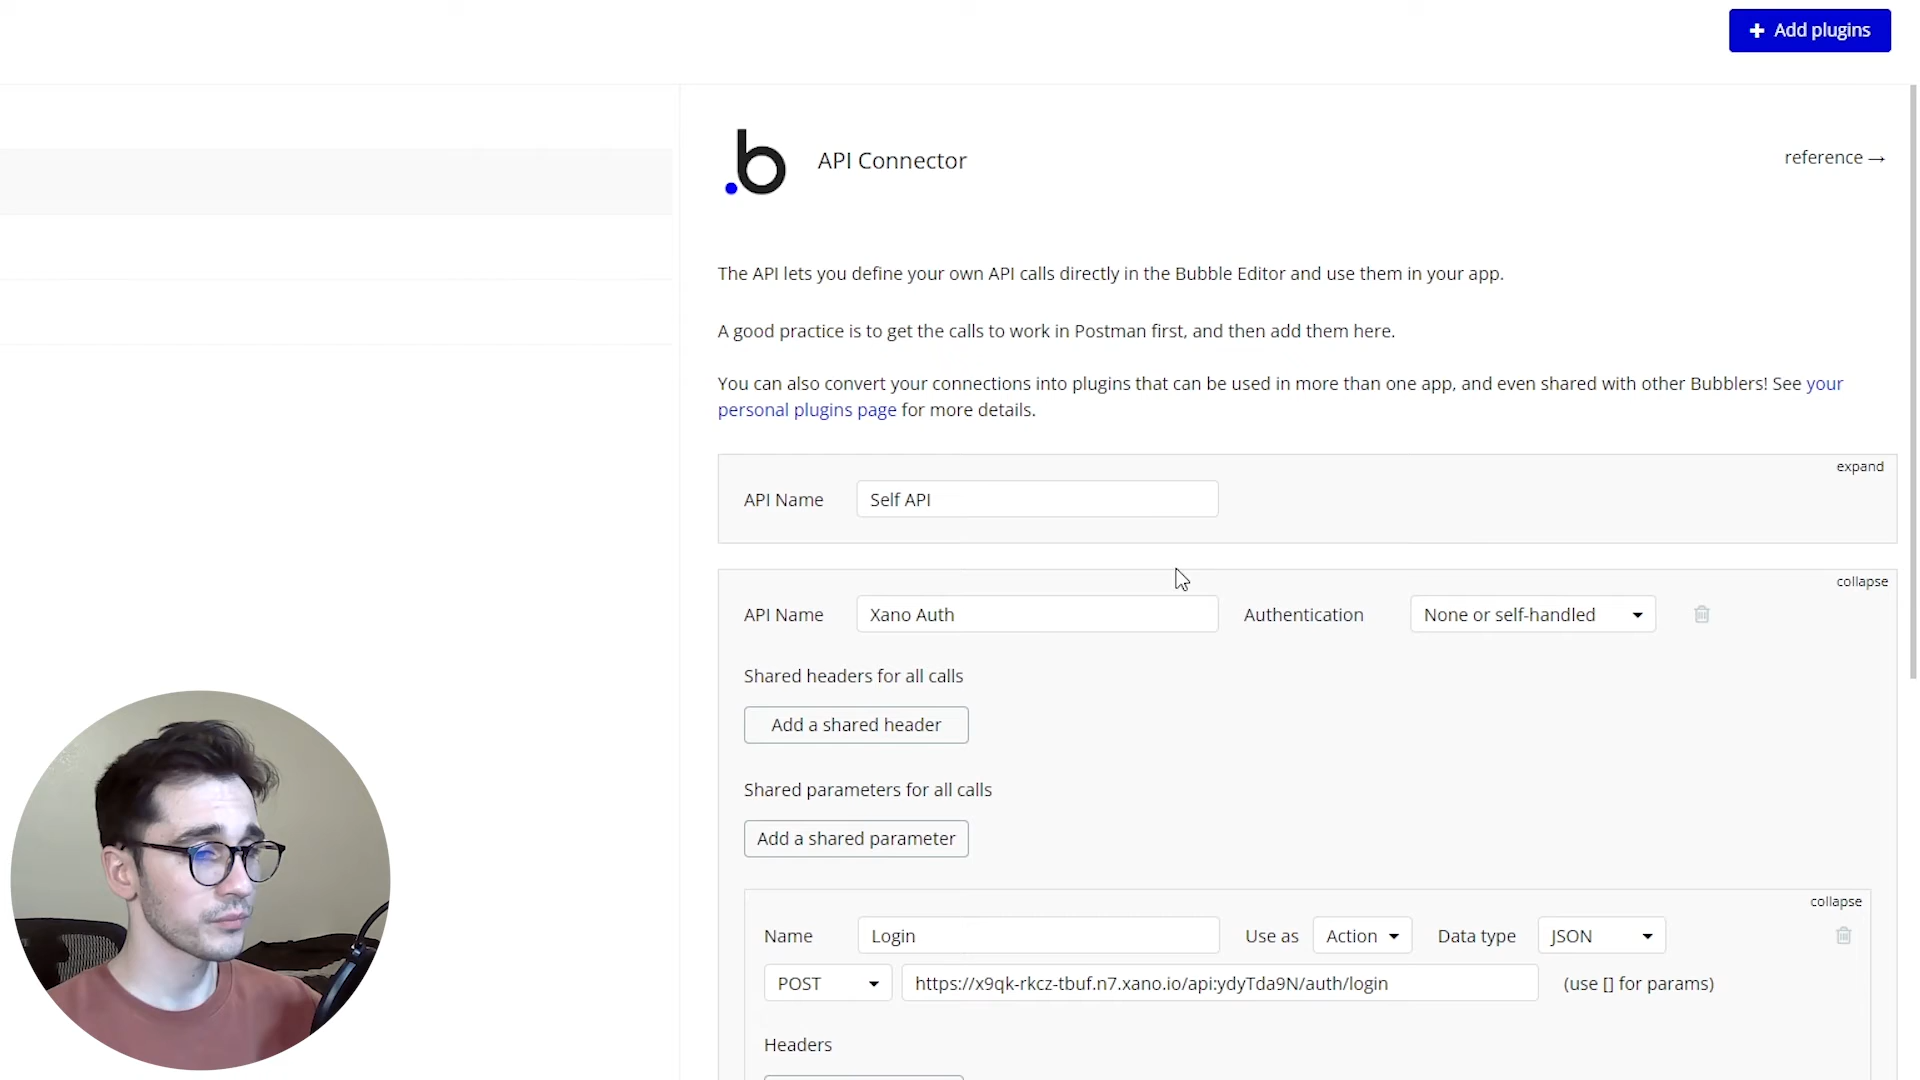 + Add plugins
API Connector
reference →
The API lets you define your own API calls directly in the Bubble Editor and use them in your app.
A good practice is to get the calls to work in Postman first, and then add them here.
You can also convert your connections into plugins that can be used in more than one app, and even shared with other Bubblers! See your
personal plugins page for more details.
expand
API Name Self API
collapse
API Name Xano Auth Authentication None or self-handled
Shared headers for all calls
Add a shared header
Shared parameters for all calls
Add a shared parameter
collapse
Name Login Use as Action Data type JSON
POST https://x9qk-rkcz-tbuf.n7.xano.io/api:ydyTda9N/auth/login (use [] for params)
Headers